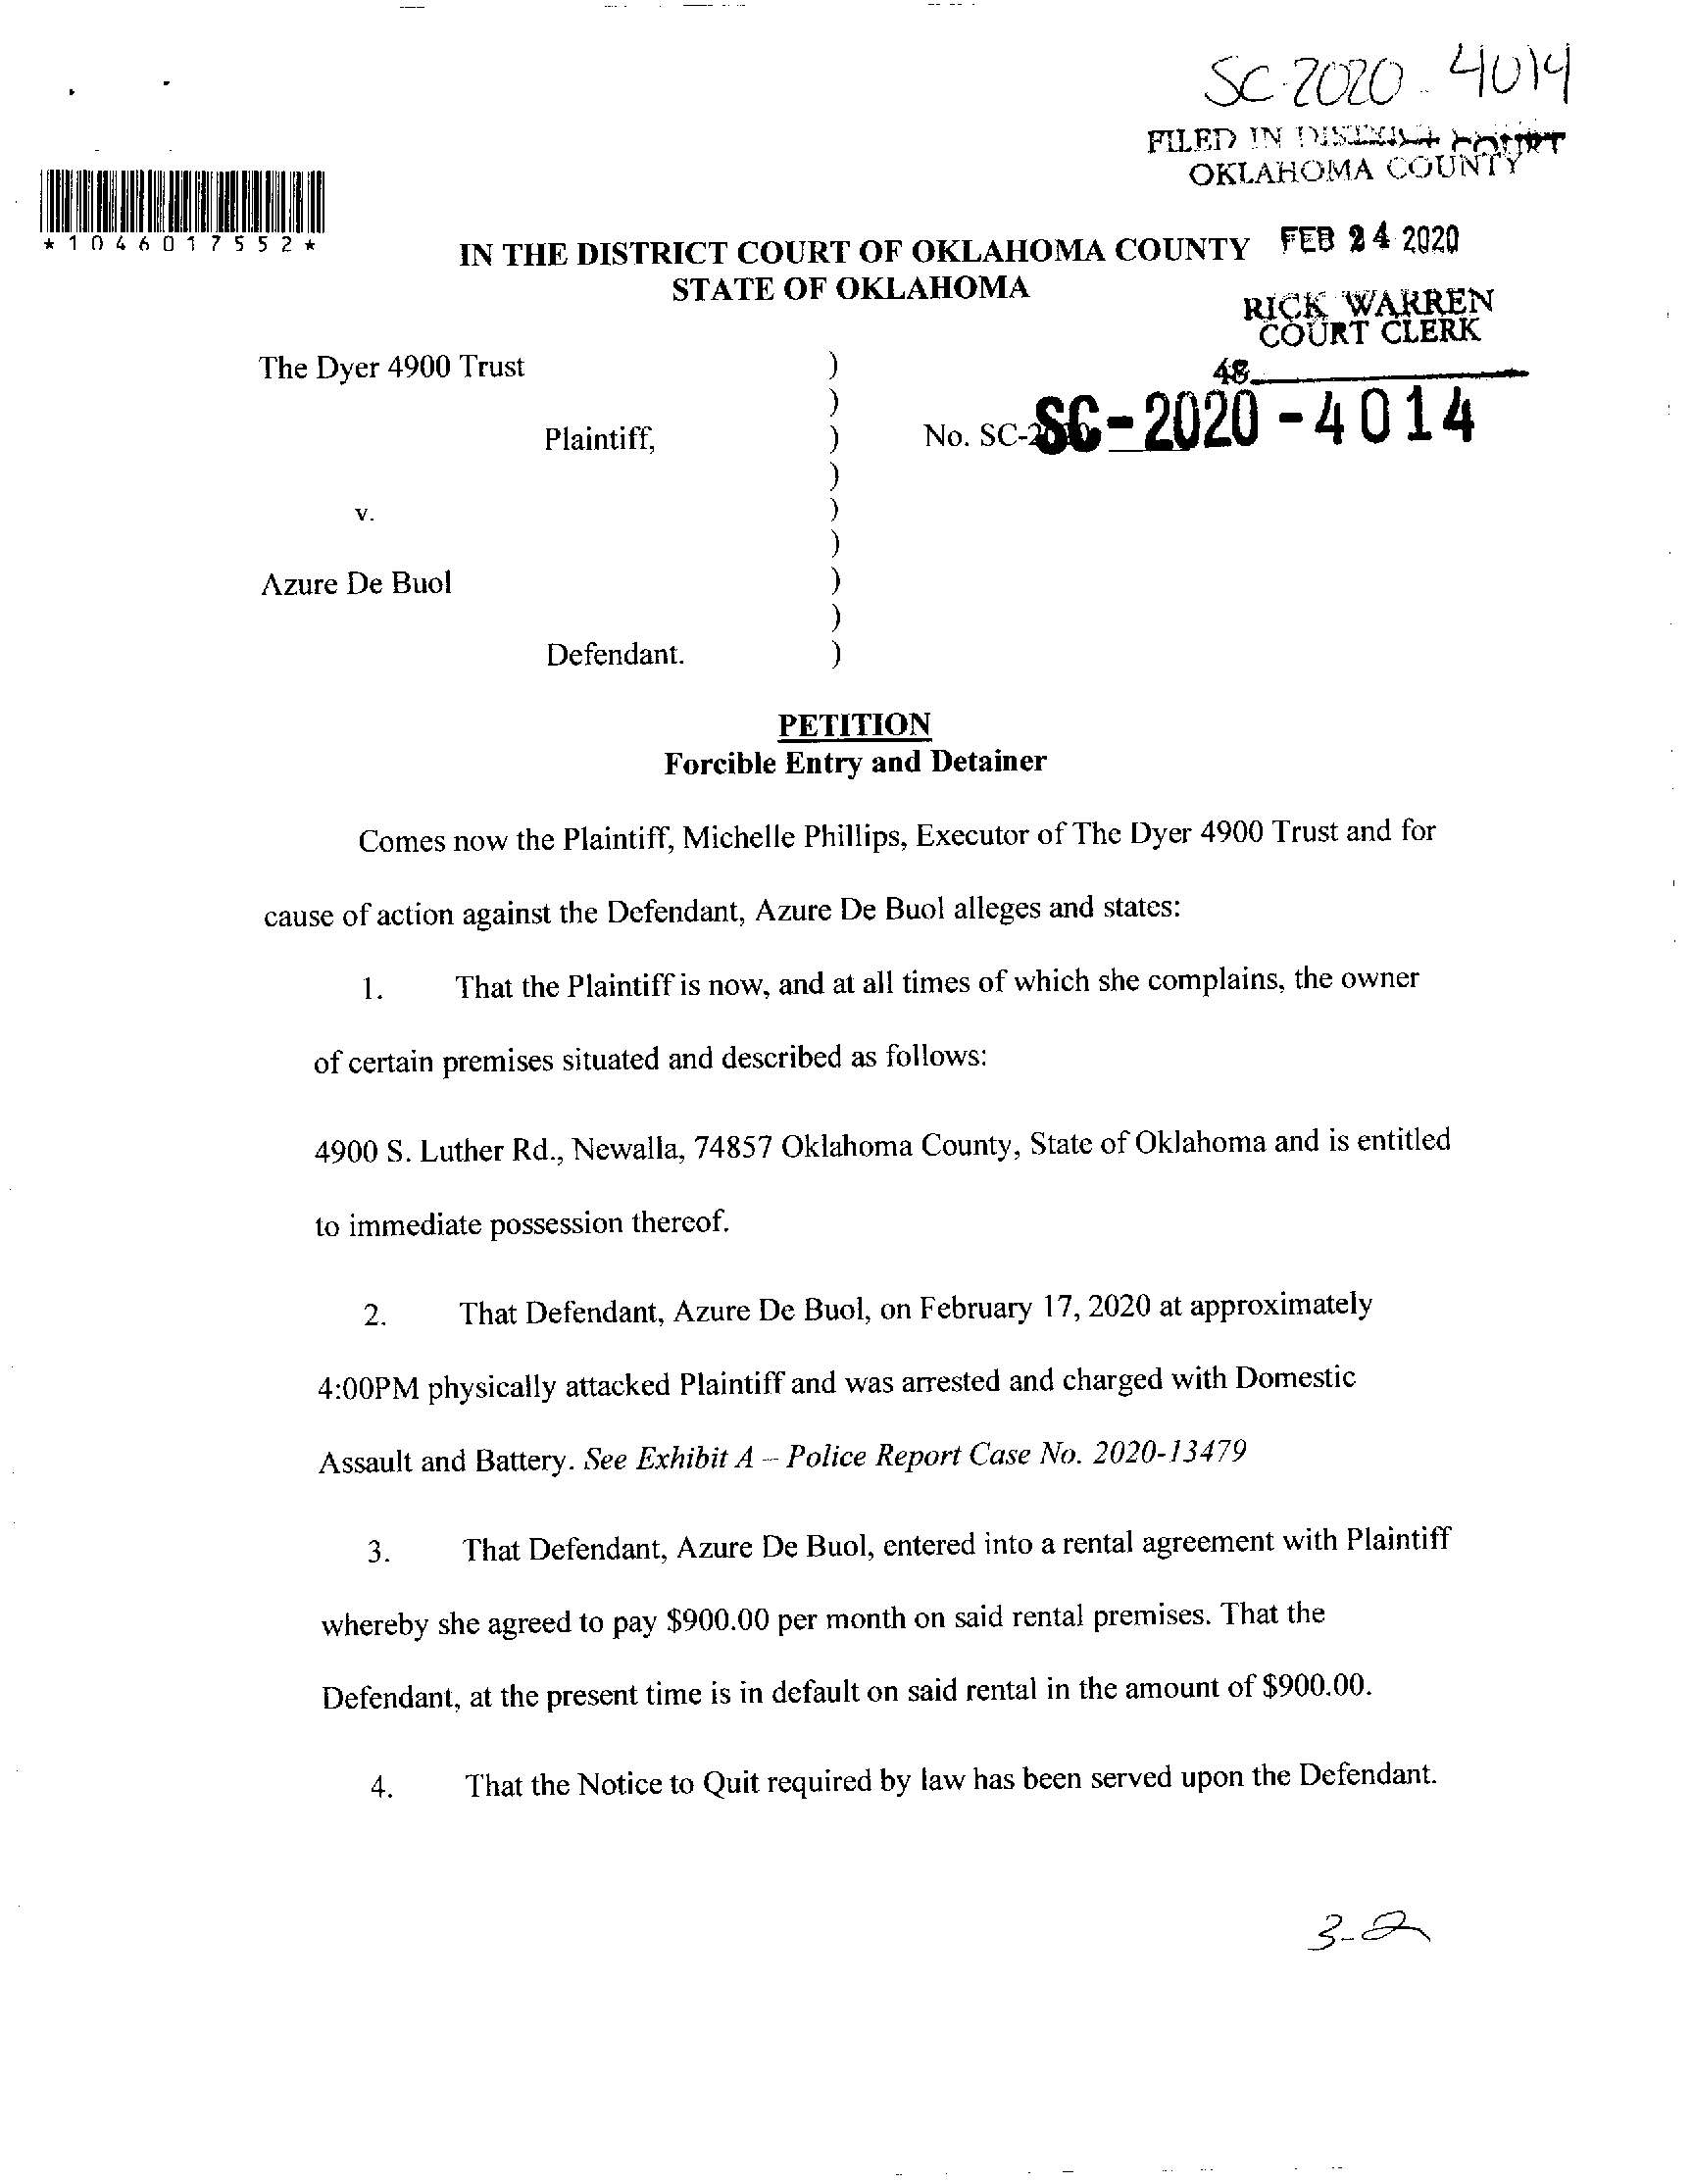 SC-2020-4014
FILED IN DISTRICT COURT
OKLAHOMA COUNTY
*1046017552*
FEB 24 2020
IN THE DISTRICT COURT OF OKLAHOMA COUNTY
STATE OF OKLAHOMA
RICK WARREN
COURT CLERK
48
The Dyer 4900 Trust )
)
Plaintiff, ) No. SC- SC-2020-4014
)
v. )
)
Azure De Buol )
)
Defendant. )
PETITION
Forcible Entry and Detainer
Comes now the Plaintiff, Michelle Phillips, Executor of The Dyer 4900 Trust and for
cause of action against the Defendant, Azure De Buol alleges and states:
1. That the Plaintiff is now, and at all times of which she complains, the owner
of certain premises situated and described as follows:
4900 S. Luther Rd., Newalla, 74857 Oklahoma County, State of Oklahoma and is entitled
to immediate possession thereof.
2. That Defendant, Azure De Buol, on February 17, 2020 at approximately
4:00PM physically attacked Plaintiff and was arrested and charged with Domestic
Assault and Battery. See Exhibit A – Police Report Case No. 2020-13479
3. That Defendant, Azure De Buol, entered into a rental agreement with Plaintiff
whereby she agreed to pay $900.00 per month on said rental premises. That the
Defendant, at the present time is in default on said rental in the amount of $900.00.
4. That the Notice to Quit required by law has been served upon the Defendant.
3-2